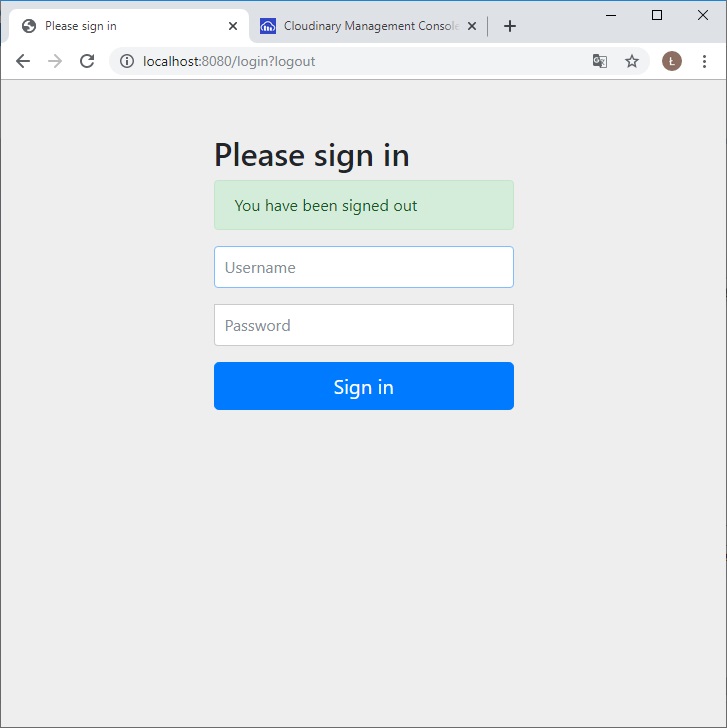 Please sign in
Cloudinary Management Console
localhost:8080/login?logout
Ł
Please sign in
You have been signed out
Username
Password
Sign in